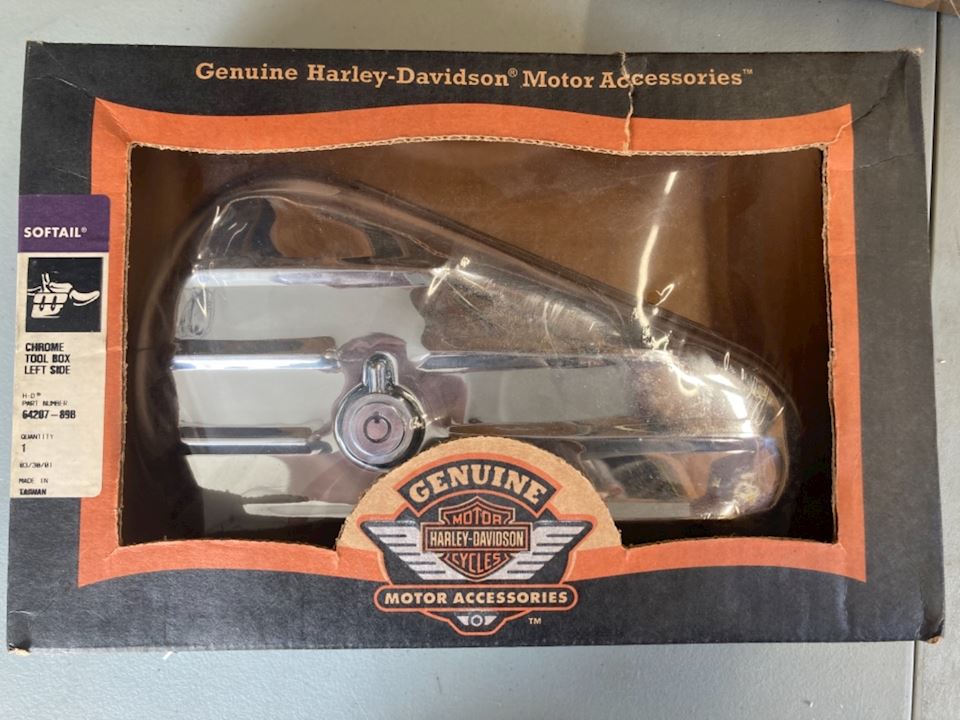 Genuine Harley-Davidson® Motor Accessories™
SOFTAIL®
CHROME
TOOL BOX
LEFT SIDE
H-D®
PART NUMBER
64207-89B
QUANTITY
1
03/30/01
MADE IN
TAIWAN
GENUINE
MOTOR
HARLEY-DAVIDSON
CYCLES
MOTOR ACCESSORIES
™